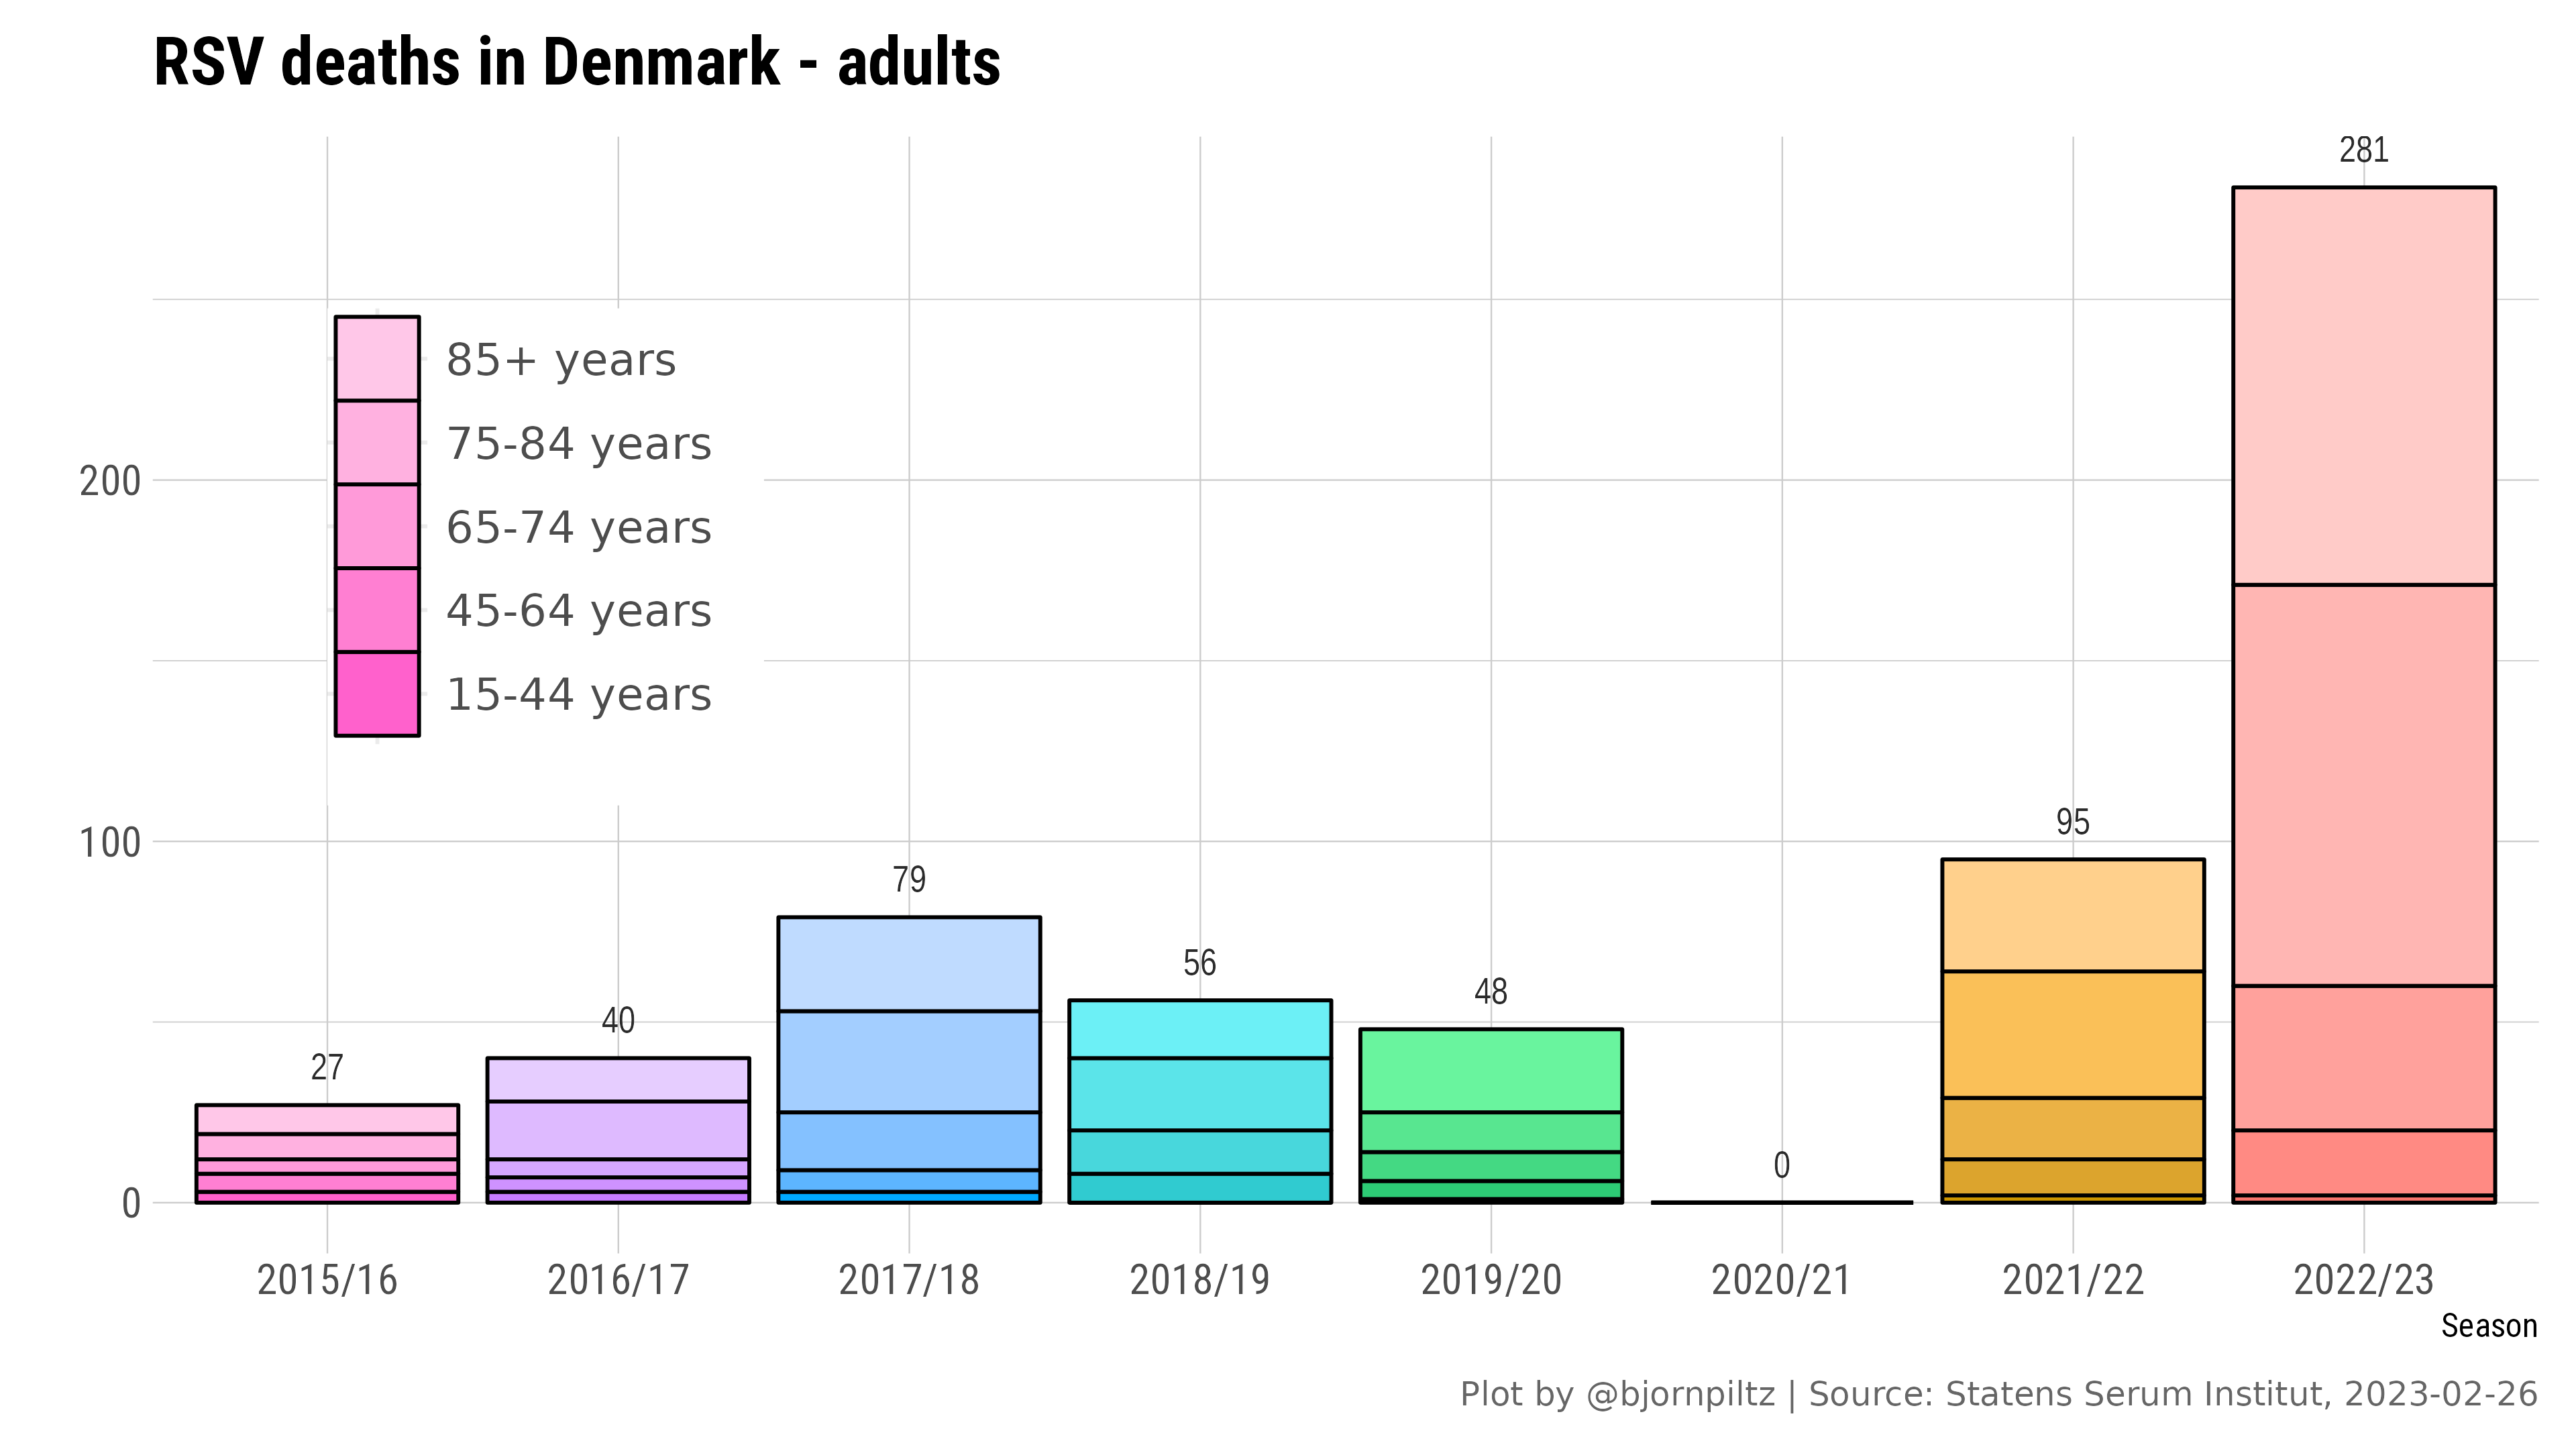 RSV deaths in Denmark - adults
281
85+ years
75-84 years
200
65-74 years
45-64 years
15-44 years
100
95
79
56
48
40
27
0
0
2015/16 2016/17 2017/18 2018/19 2019/20 2020/21 2021/22 2022/23
Season
Plot by @bjornpiltz | Source: Statens Serum Institut, 2023-02-26